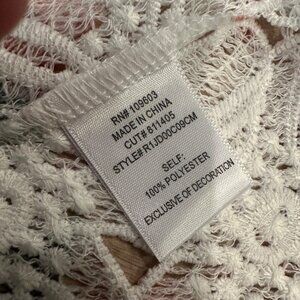 RN# 109603
MADE IN CHINA
CUT# 811405
STYLE# R1JD00C09CM
SELF:
100% POLYESTER
EXCLUSIVE OF DECORATION